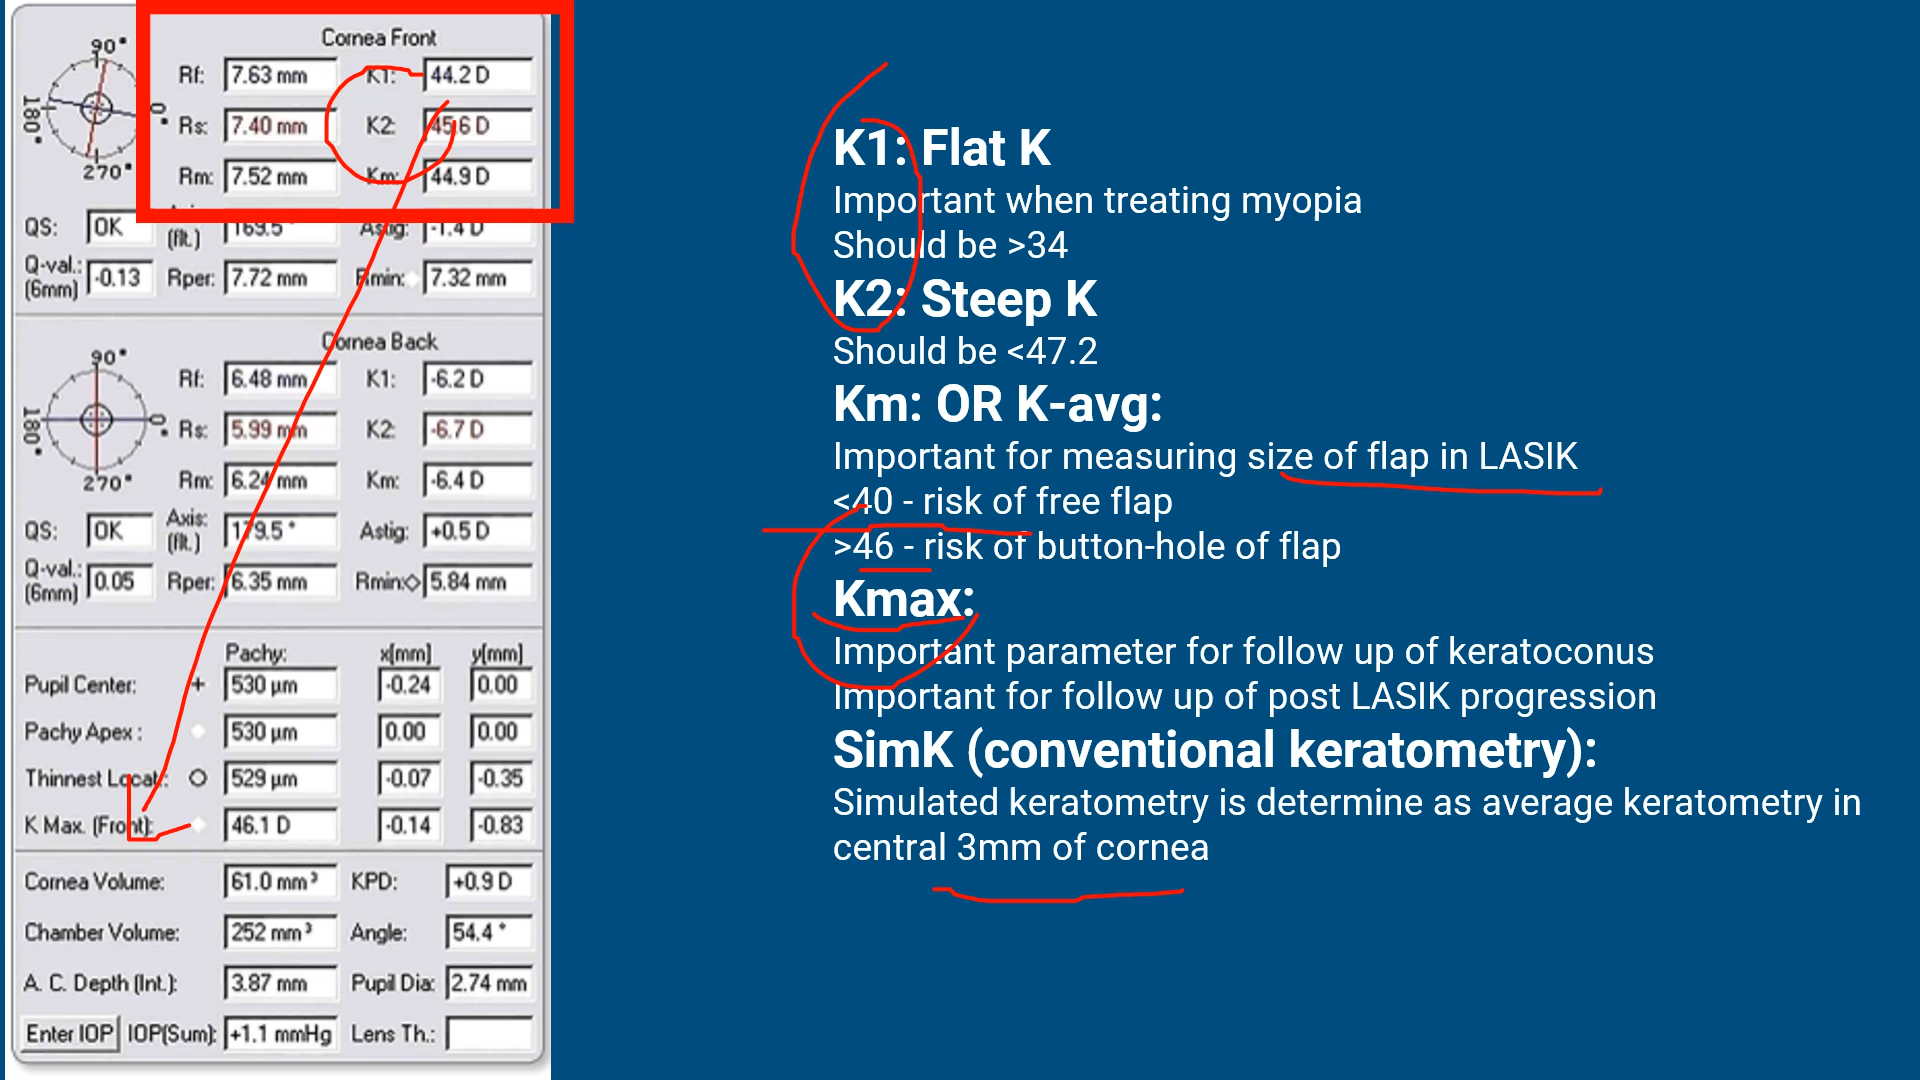 Cornea Front
90°
180°
0°
270°
Rf: 7.63 mm K1: 44.2 D
Rs: 7.40 mm K2: 45.6 D
Rm: 7.52 mm Km: 44.9 D
QS: OK (flt.) 169.5° Astig: -1.4 D
Q-val.: (6mm) -0.13 Rper: 7.72 mm Rmin: 7.32 mm
Cornea Back
90°
180°
0°
270°
Rf: 6.48 mm K1: -6.2 D
Rs: 5.99 mm K2: -6.7 D
Rm: 6.24 mm Km: -6.4 D
QS: OK Axis: (flt.) 179.5° Astig: +0.5 D
Q-val.: (6mm) 0.05 Rper: 6.35 mm Rmin: 5.84 mm
Pachy: x[mm] y[mm]
Pupil Center: + 530 µm -0.24 0.00
Pachy Apex : 530 µm 0.00 0.00
Thinnest Locat.: O 529 µm -0.07 -0.35
K Max. (Front): 46.1 D -0.14 -0.83
Cornea Volume: 61.0 mm³ KPD: +0.9 D
Chamber Volume: 252 mm³ Angle: 54.4°
A. C. Depth (Int.): 3.87 mm Pupil Dia: 2.74 mm
Enter IOP IOP(Sum): +1.1 mmHg Lens Th.:
K1: Flat K
Important when treating myopia
Should be >34
K2: Steep K
Should be <47.2
Km: OR K-avg:
Important for measuring size of flap in LASIK
<40 - risk of free flap
>46 - risk of button-hole of flap
Kmax:
Important parameter for follow up of keratoconus
Important for follow up of post LASIK progression
SimK (conventional keratometry):
Simulated keratometry is determine as average keratometry in
central 3mm of cornea